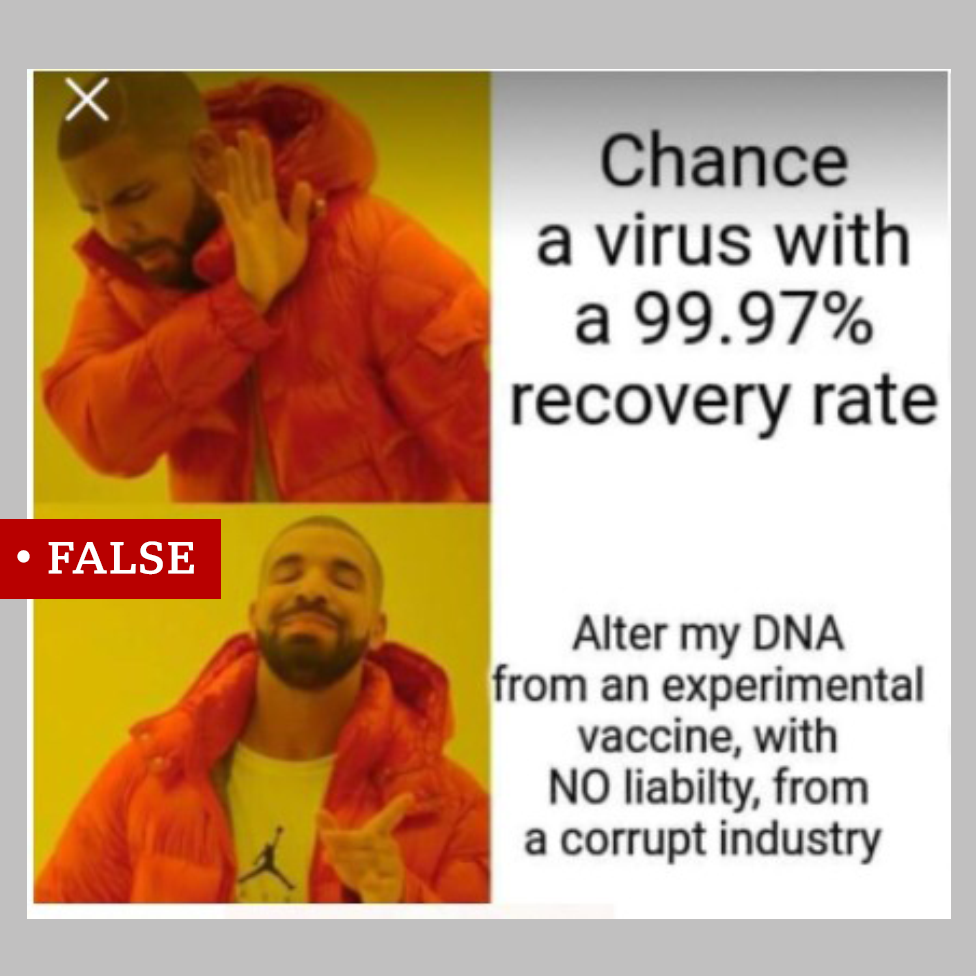 Chance
a virus with
a 99.97%
recovery rate
• FALSE
Alter my DNA
from an experimental
vaccine, with
NO liabilty, from
a corrupt industry